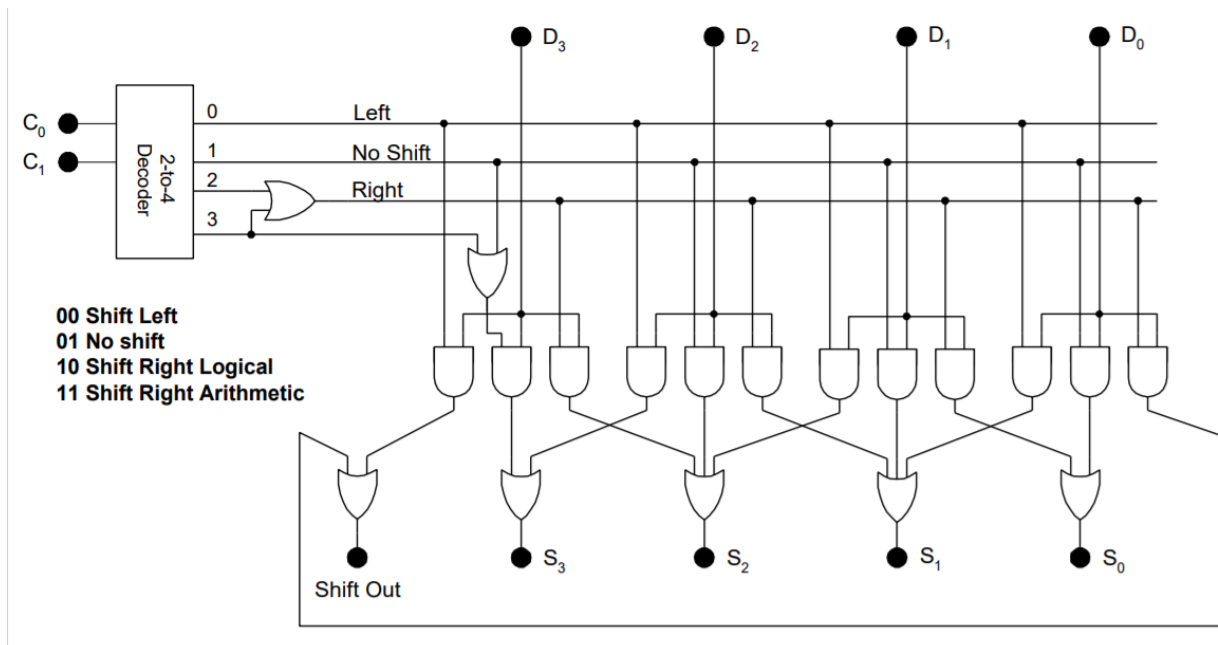 D₃
D₂
D₁
D₀
C₀
C₁
2-to-4
Decoder
0
Left
1
No Shift
2
Right
3
00 Shift Left
01 No shift
10 Shift Right Logical
11 Shift Right Arithmetic
Shift Out
S₃
S₂
S₁
S₀